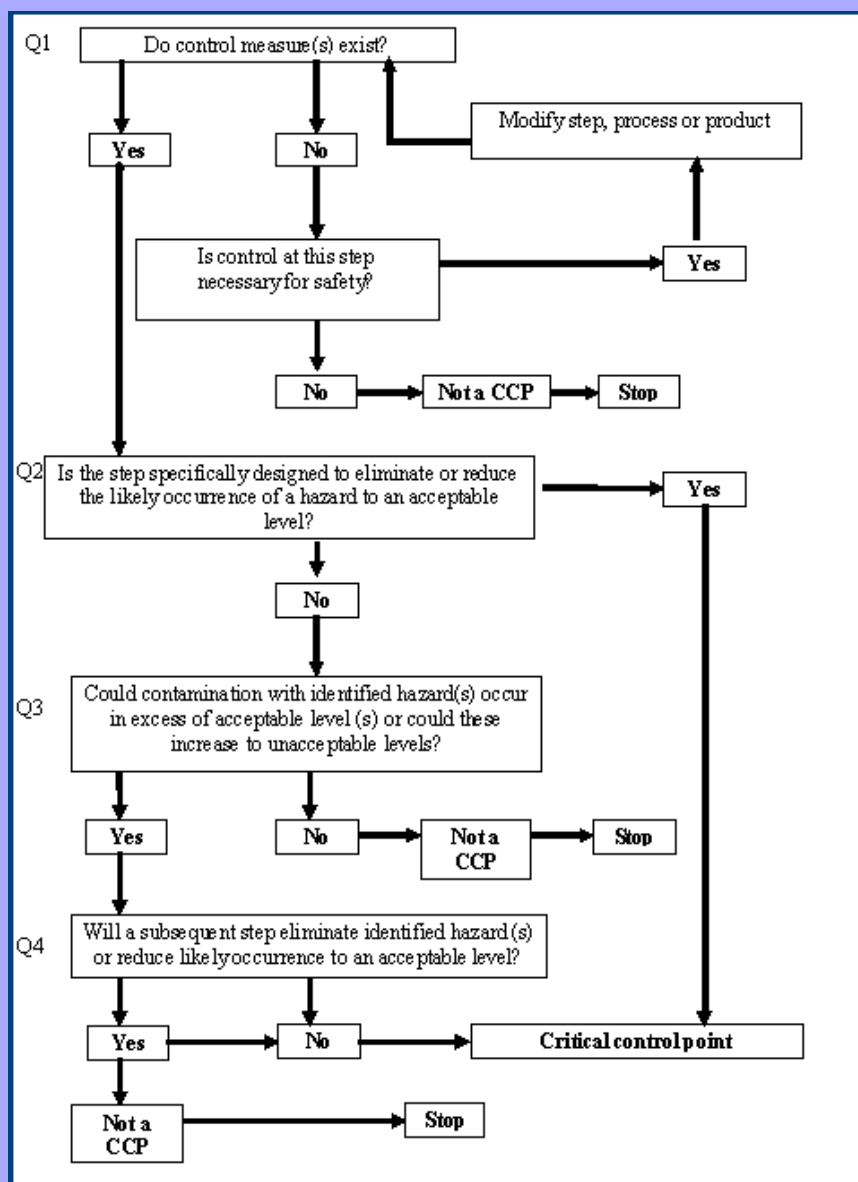 Q1
Do control measure(s) exist?
Modify step, process or product
Yes
No
Is control at this step
necessary for safety?
Yes
No
Not a CCP
Stop
Q2
Is the step specifically designed to eliminate or reduce
the likely occurrence of a hazard to an acceptable
level?
Yes
No
Q3
Could contamination with identified hazard(s) occur
in excess of acceptable level (s) or could these
increase to unacceptable levels?
Yes
No
Not a
CCP
Stop
Q4
Will a subsequent step eliminate identified hazard (s)
or reduce likely occurrence to an acceptable level?
Yes
No
Critical control point
Not a
CCP
Stop